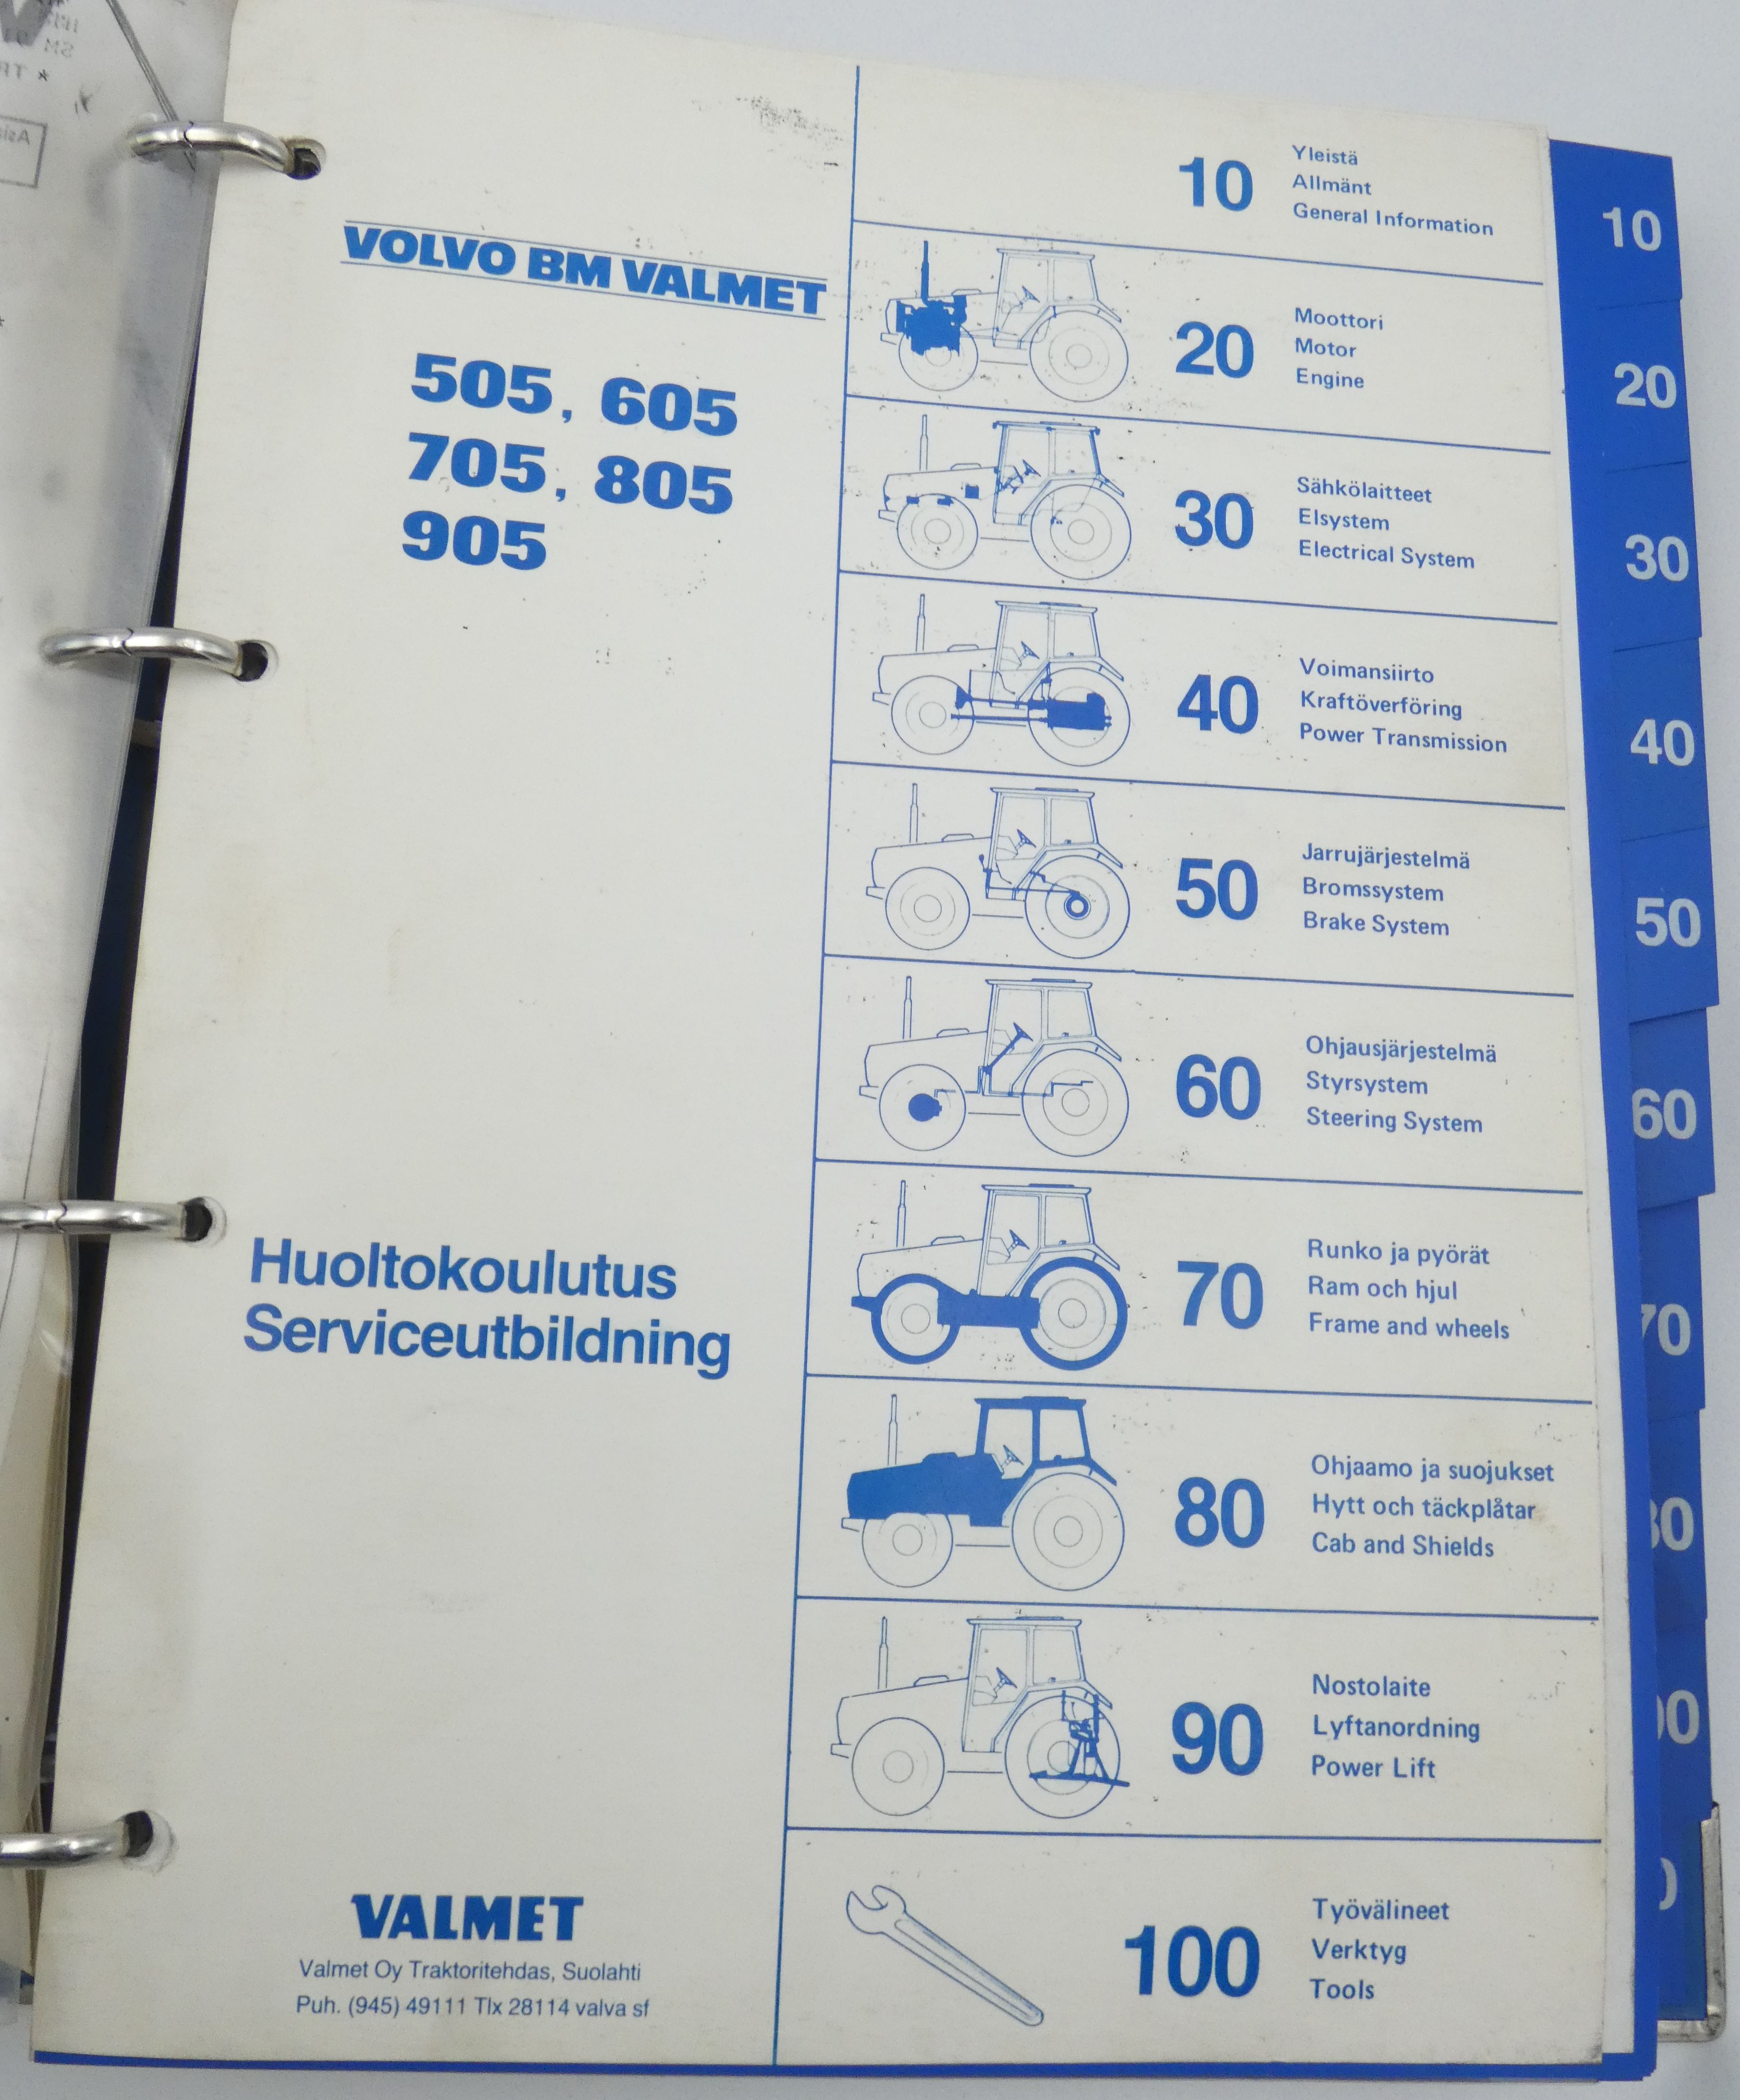 VOLVO BM VALMET
505, 605
705, 805
905
Huoltokoulutus
Serviceutbildning
VALMET
Valmet Oy Traktoritehdas, Suolahti
Puh. (945) 49111 Tlx 28114 valva sf
10
Yleistä
Allmänt
General Information
20
Moottori
Motor
Engine
30
Sähkölaitteet
Elsystem
Electrical System
40
Voimansiirto
Kraftöverföring
Power Transmission
50
Jarrujärjestelmä
Bromssystem
Brake System
60
Ohjausjärjestelmä
Styrsystem
Steering System
70
Runko ja pyörät
Ram och hjul
Frame and wheels
80
Ohjaamo ja suojukset
Hytt och täckplåtar
Cab and Shields
90
Nostolaite
Lyftanordning
Power Lift
100
Työvälineet
Verktyg
Tools
10
20
30
40
50
60
70